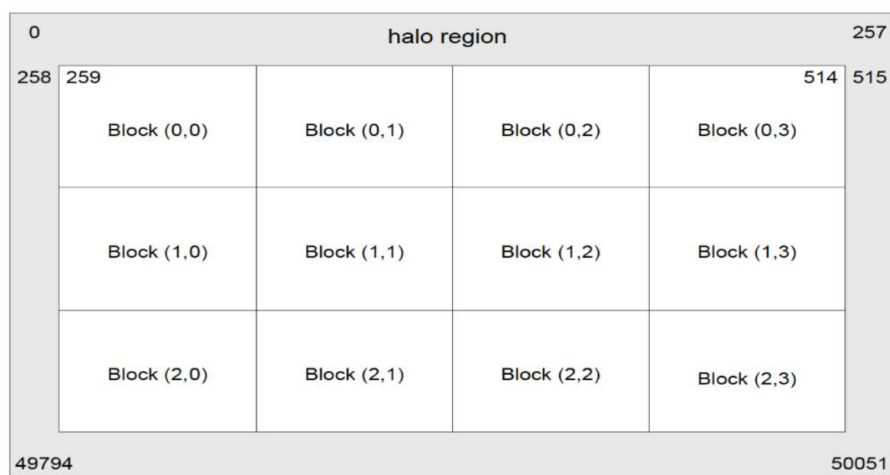 0 halo region 257
258 259 514 515
Block (0,0) Block (0,1) Block (0,2) Block (0,3)
Block (1,0) Block (1,1) Block (1,2) Block (1,3)
Block (2,0) Block (2,1) Block (2,2) Block (2,3)
49794 50051